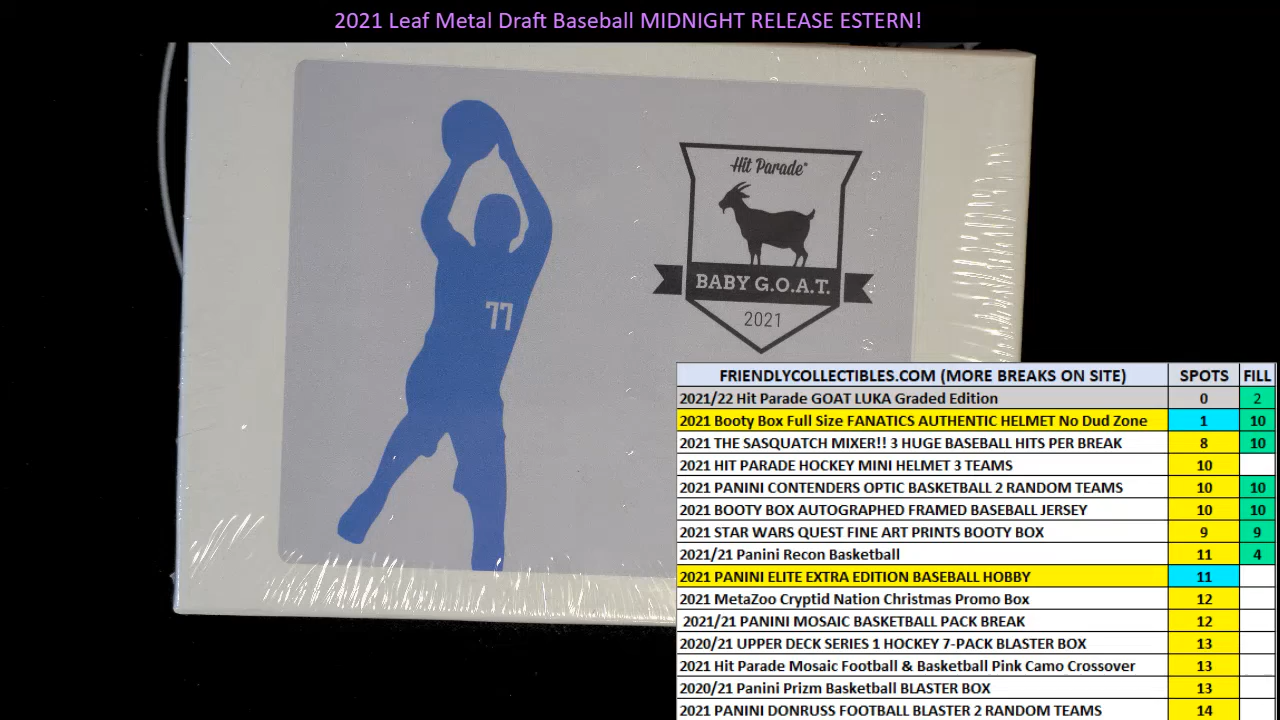 2021 Leaf Metal Draft Baseball MIDNIGHT RELEASE ESTERN!
Hit Parade
BABY G.O.A.T.
77
2021
FRIENDLYCOLLECTIBLES.COM (MORE BREAKS ON SITE) SPOTS FILL
2021/22 Hit Parade GOAT LUKA Graded Edition 0 2
2021 Booty Box Full Size FANATICS AUTHENTIC HELMET No Dud Zone 1 10
2021 THE SASQUATCH MIXER!! 3 HUGE BASEBALL HITS PER BREAK 8 10
2021 HIT PARADE HOCKEY MINI HELMET 3 TEAMS 10
2021 PANINI CONTENDERS OPTIC BASKETBALL 2 RANDOM TEAMS 10 10
2021 BOOTY BOX AUTOGRAPHED FRAMED BASEBALL JERSEY 10 10
2021 STAR WARS QUEST FINE ART PRINTS BOOTY BOX 9 9
2021/21 Panini Recon Basketball 11 4
2021 PANINI ELITE EXTRA EDITION BASEBALL HOBBY 11
2021 MetaZoo Cryptid Nation Christmas Promo Box 12
2021/21 PANINI MOSAIC BASKETBALL PACK BREAK 12
2020/21 UPPER DECK SERIES 1 HOCKEY 7-PACK BLASTER BOX 13
2021 Hit Parade Mosaic Football & Basketball Pink Camo Crossover 13
2020/21 Panini Prizm Basketball BLASTER BOX 13
2021 PANINI DONRUSS FOOTBALL BLASTER 2 RANDOM TEAMS 14